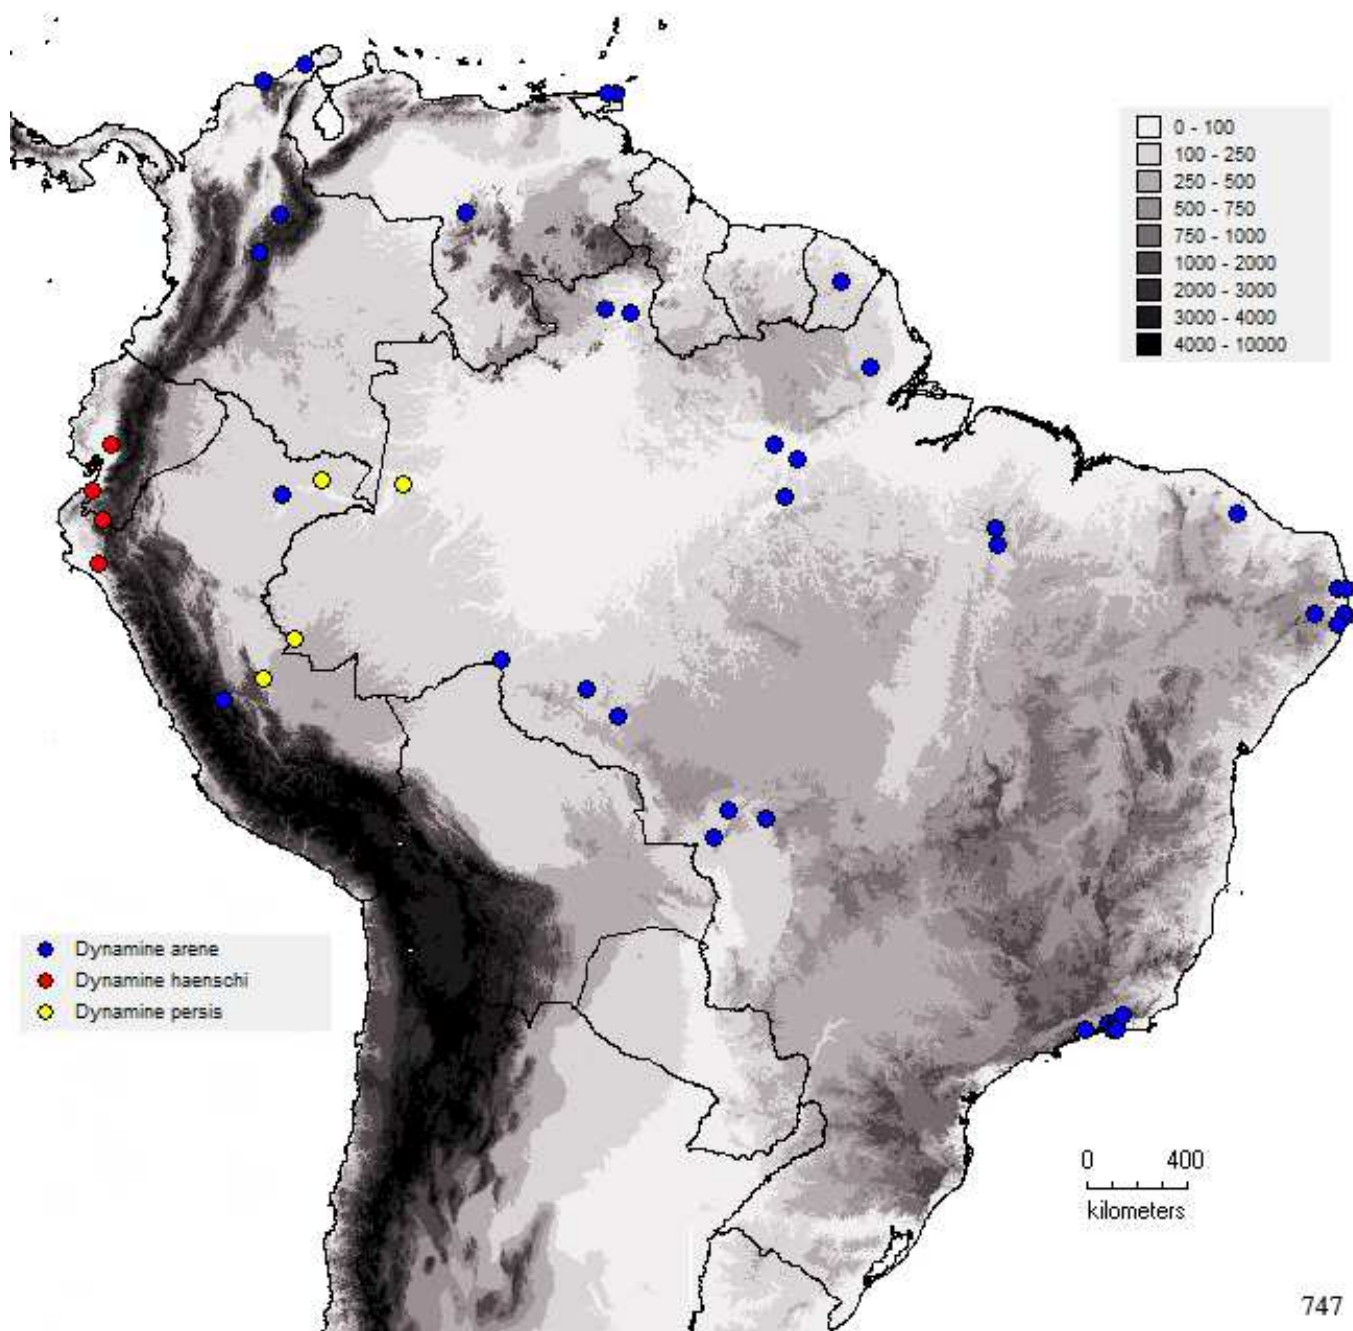 0 - 100
100 - 250
250 - 500
500 - 750
750 - 1000
1000 - 2000
2000 - 3000
3000 - 4000
4000 - 10000
Dynamine arene
Dynamine haenschi
Dynamine persis
0 400
kilometers
747